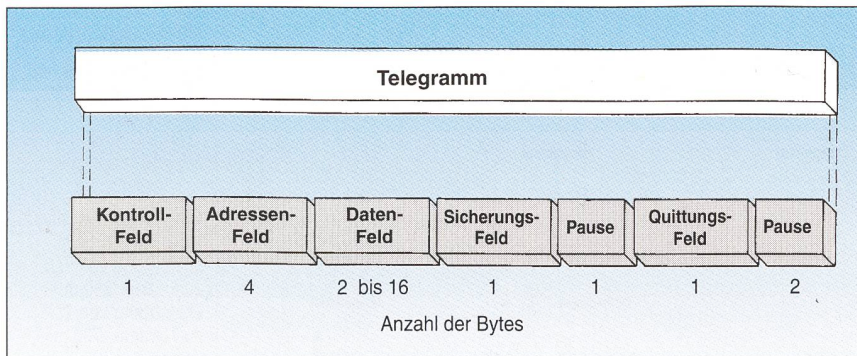 Telegramm
Kontroll-
Feld
Adressen-
Feld
Daten-
Feld
Sicherungs-
Feld
Pause
Quittungs-
Feld
Pause
1 4 2 bis 16 1 1 1 2
Anzahl der Bytes